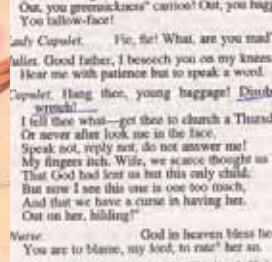 Out, you greensickness° carrion! Out, you bagg
You tallow-face!
Lady Capulet. Fie, fie! What, are you mad?
Juliet. Good father, I beseech you on my knees,
Hear me with patience but to speak a word.
Capulet. Hang thee, young baggage! Disob
wretch!
I tell thee what—get thee to church a Thursd
Or never after look me in the face.
Speak not, reply not, do not answer me!
My fingers itch. Wife, we scarce thought us
That God had lent us but this only child;
But now I see this one is one too much,
And that we have a curse in having her.
Out on her, hilding!°
Nurse. God in heaven bless he
You are to blame, my lord, to rate° her so.